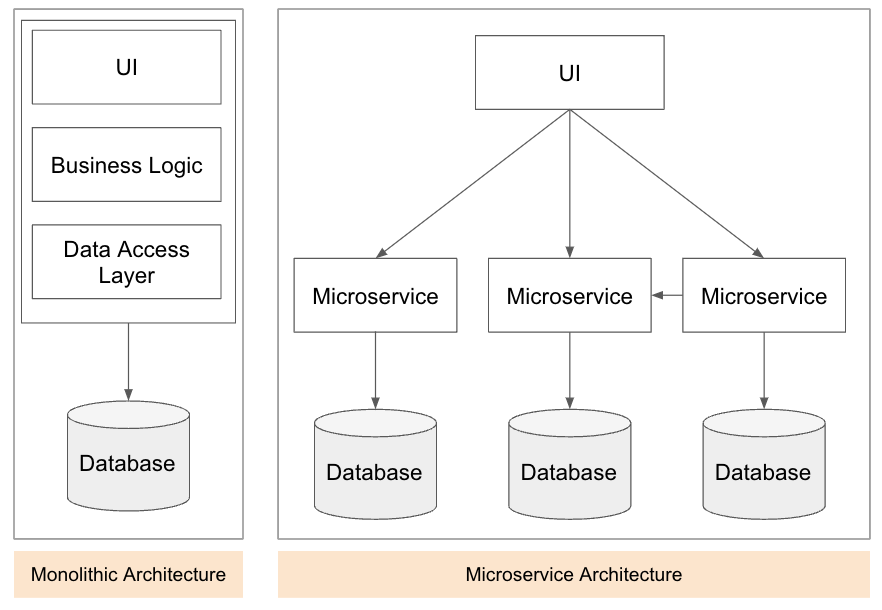 UI
Business Logic
Data Access
Layer
Database
Monolithic Architecture
UI
Microservice
Microservice
Microservice
Database
Database
Database
Microservice Architecture